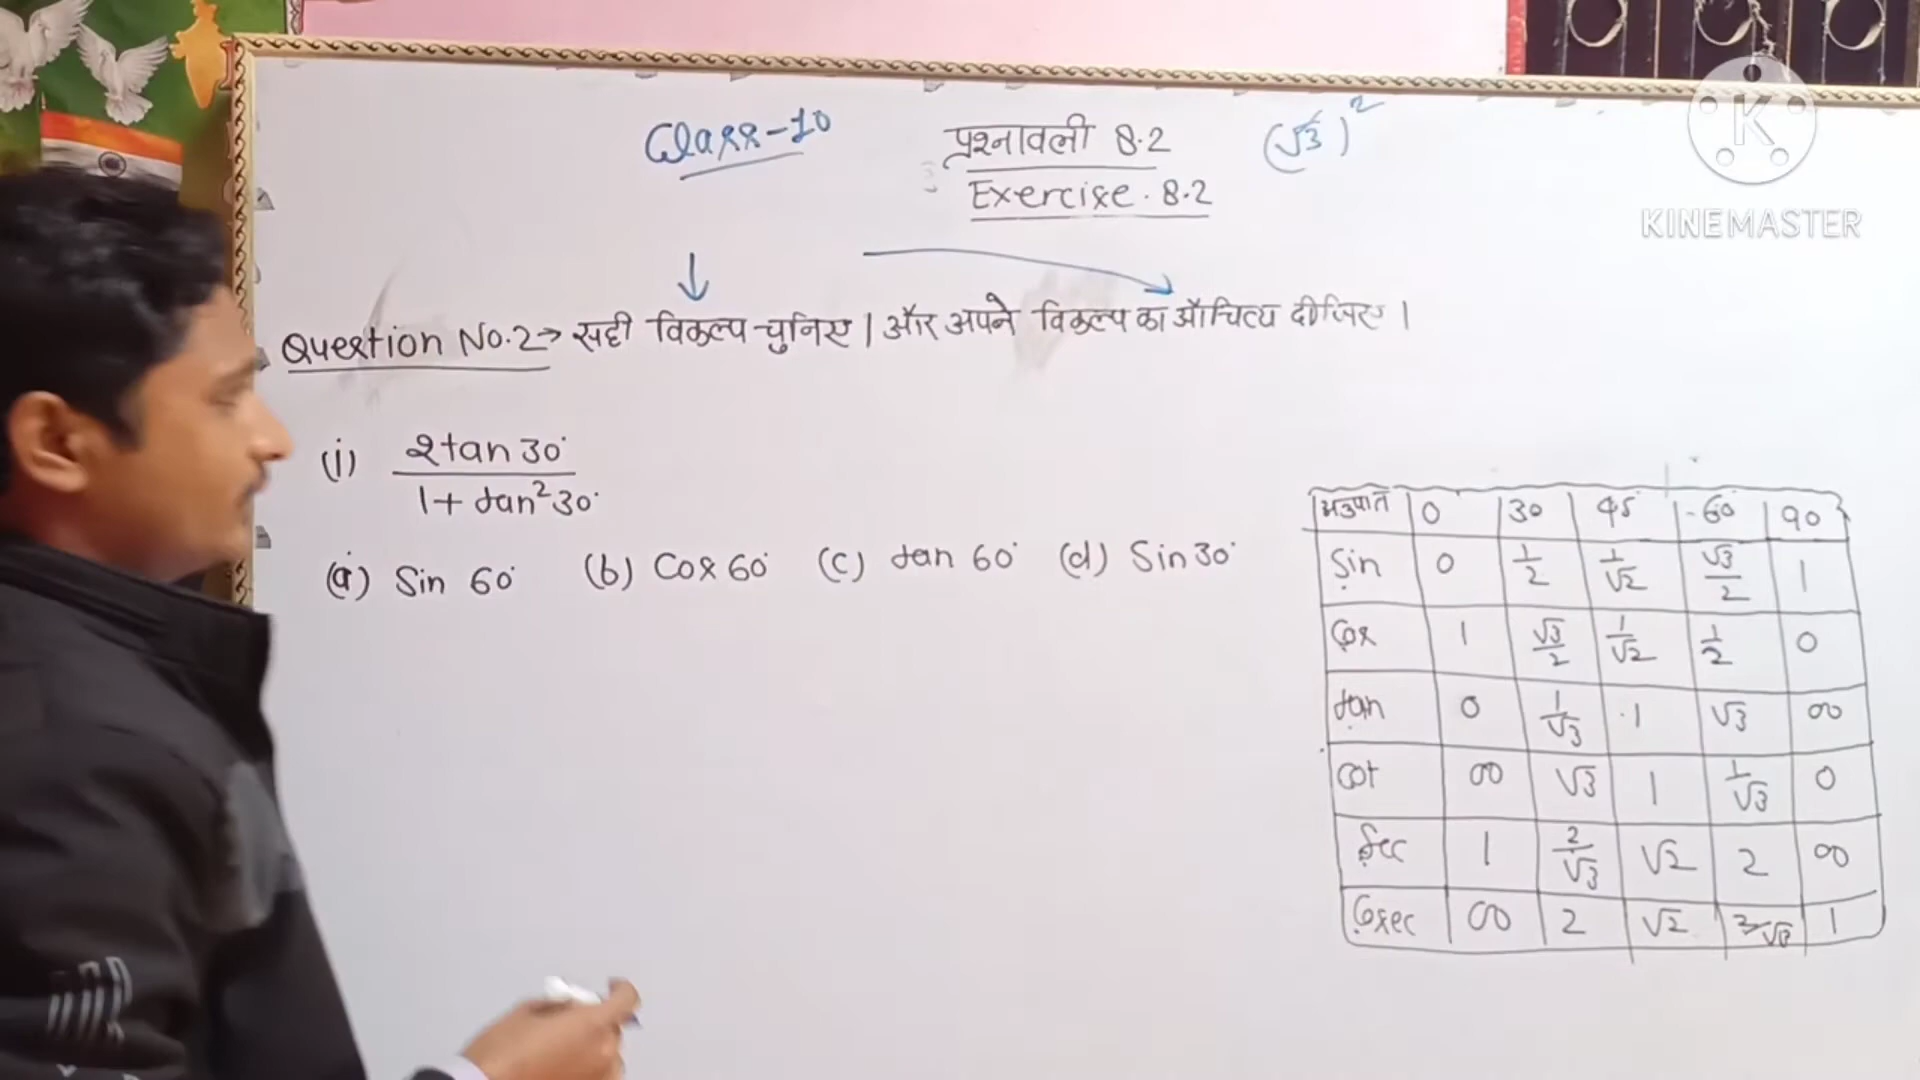 Class-10
प्रश्नावली 8.2
(√3)²
Exercise. 8.2
KINEMASTER
Question No.2→ सही विकल्प चुनिए | और अपने विकल्प का औचित्य दीजिए |
(i) 2tan30° / 1+tan²30°
(a) Sin 60° (b) Cos 60° (c) tan 60° (d) Sin 30°
अनुपात 0 30 45 60 90
Sin 0 1/2 1/√2 √3/2 1
Cos 1 √3/2 1/√2 1/2 0
tan 0 1/√3 1 √3 ∞
Cot ∞ √3 1 1/√3 0
Sec 1 2/√3 √2 2 ∞
Cosec ∞ 2 √2 2/√3 1